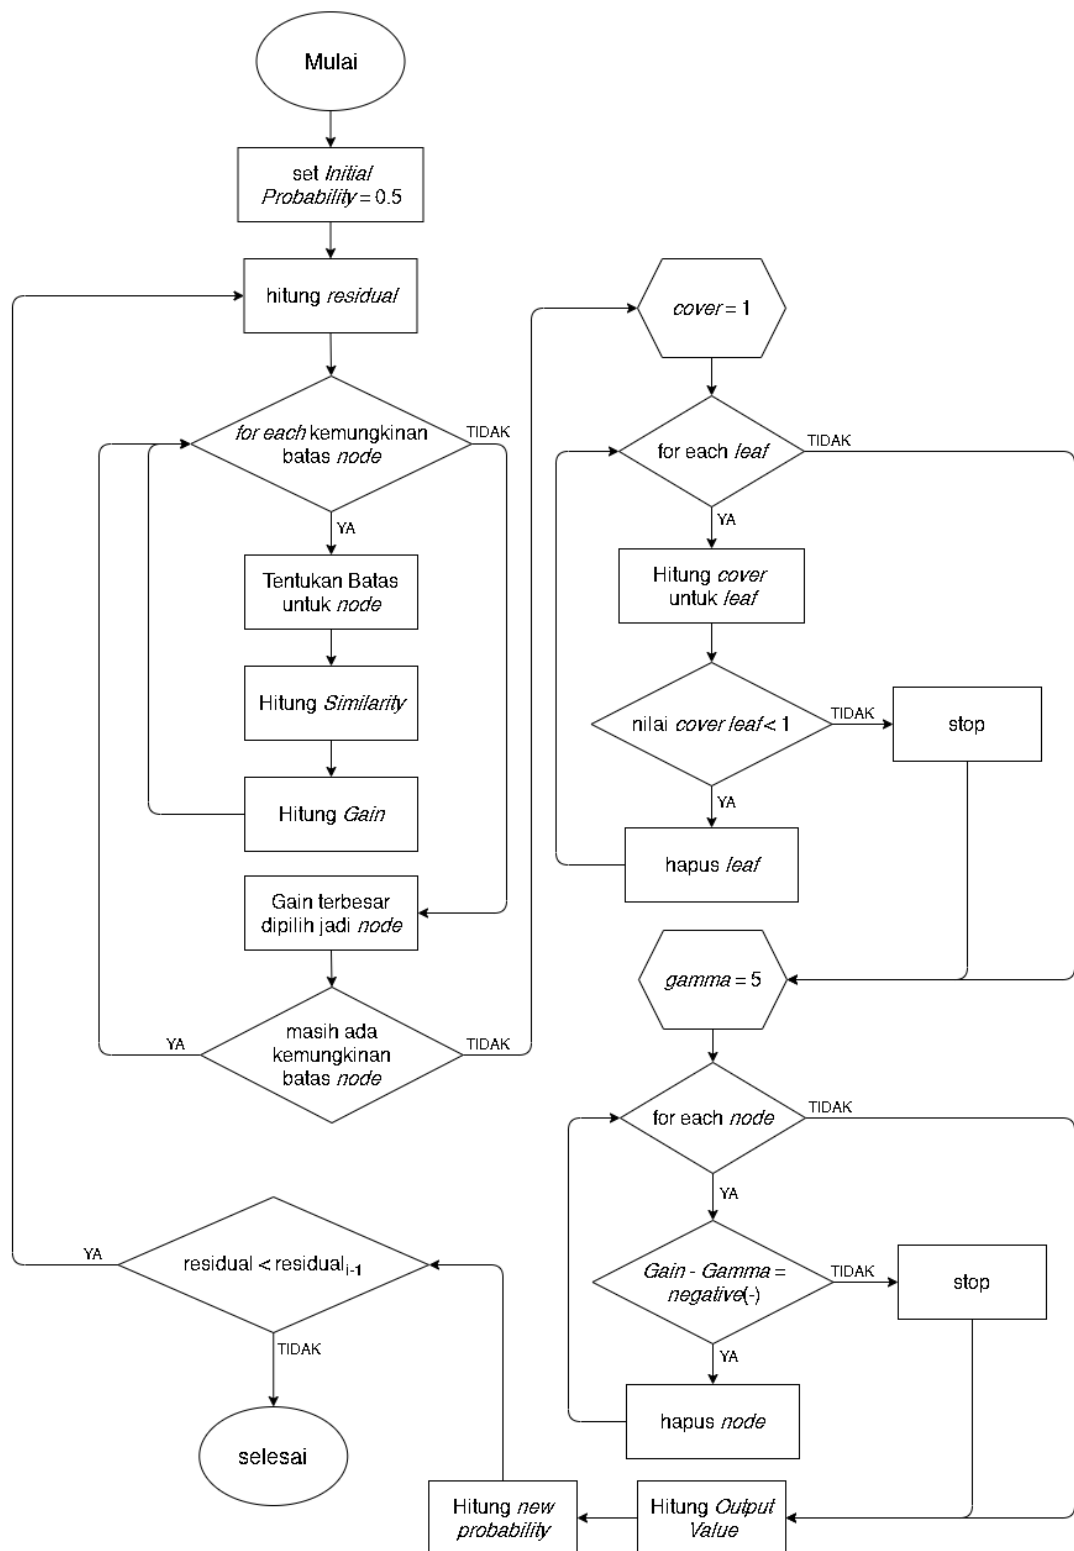 Mulai
set Initial
Probability = 0.5
hitung residual
for each kemungkinan
batas node
TIDAK
YA
Tentukan Batas
untuk node
Hitung Similarity
Hitung Gain
Gain terbesar
dipilih jadi node
masih ada
kemungkinan
batas node
YA
TIDAK
cover = 1
for each leaf
TIDAK
YA
Hitung cover
untuk leaf
nilai cover leaf < 1
TIDAK
stop
YA
hapus leaf
gamma = 5
for each node
TIDAK
YA
Gain - Gamma =
negative(-)
TIDAK
stop
YA
hapus node
Hitung Output
Value
Hitung new
probability
residual < residual i-1
YA
TIDAK
selesai